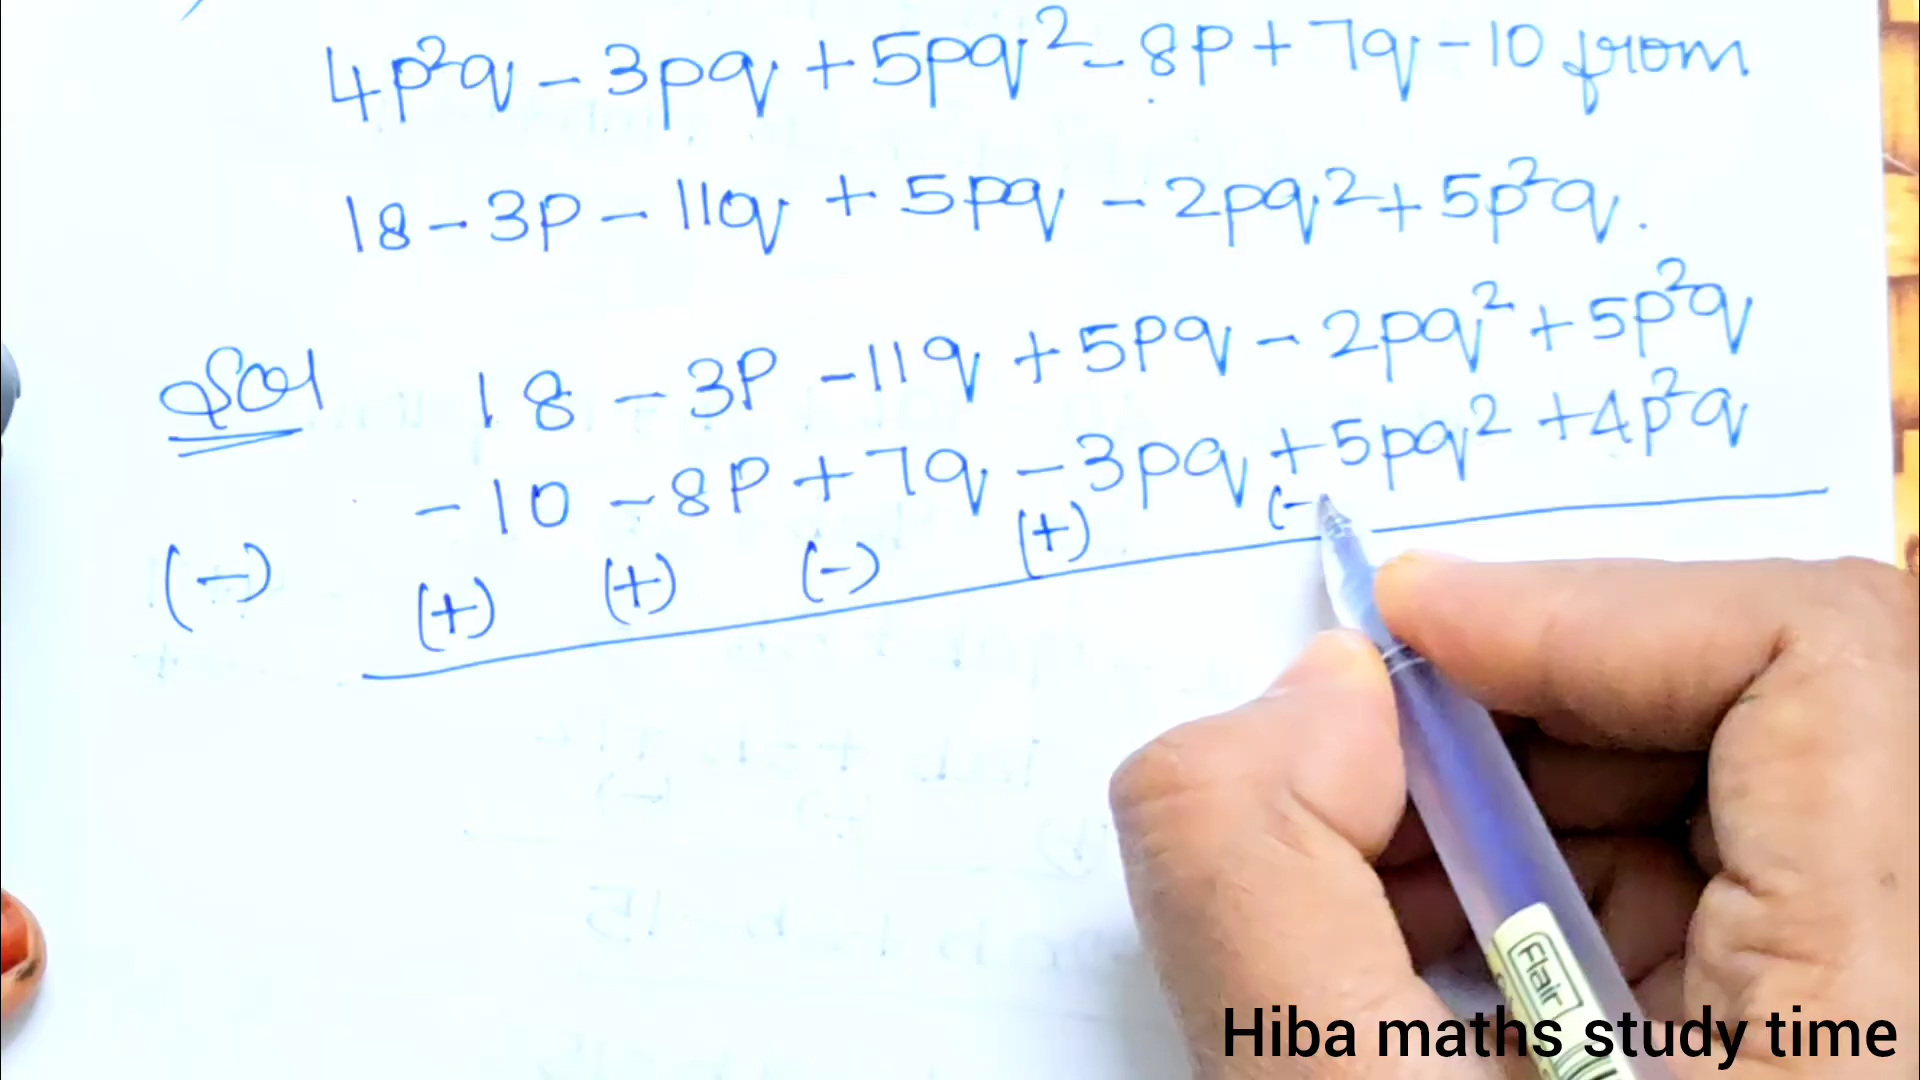 4p²q - 3pq + 5pq² - 8p + 7q - 10 from
18 - 3p - 11q + 5pq - 2pq² + 5p²q.
Sol 18 - 3p - 11q + 5pq - 2pq² + 5p²q
- 10 - 8p + 7q - 3pq + 5pq² + 4p²q
(-) (+) (+) (-) (+) (-
Flair
Hiba maths study time